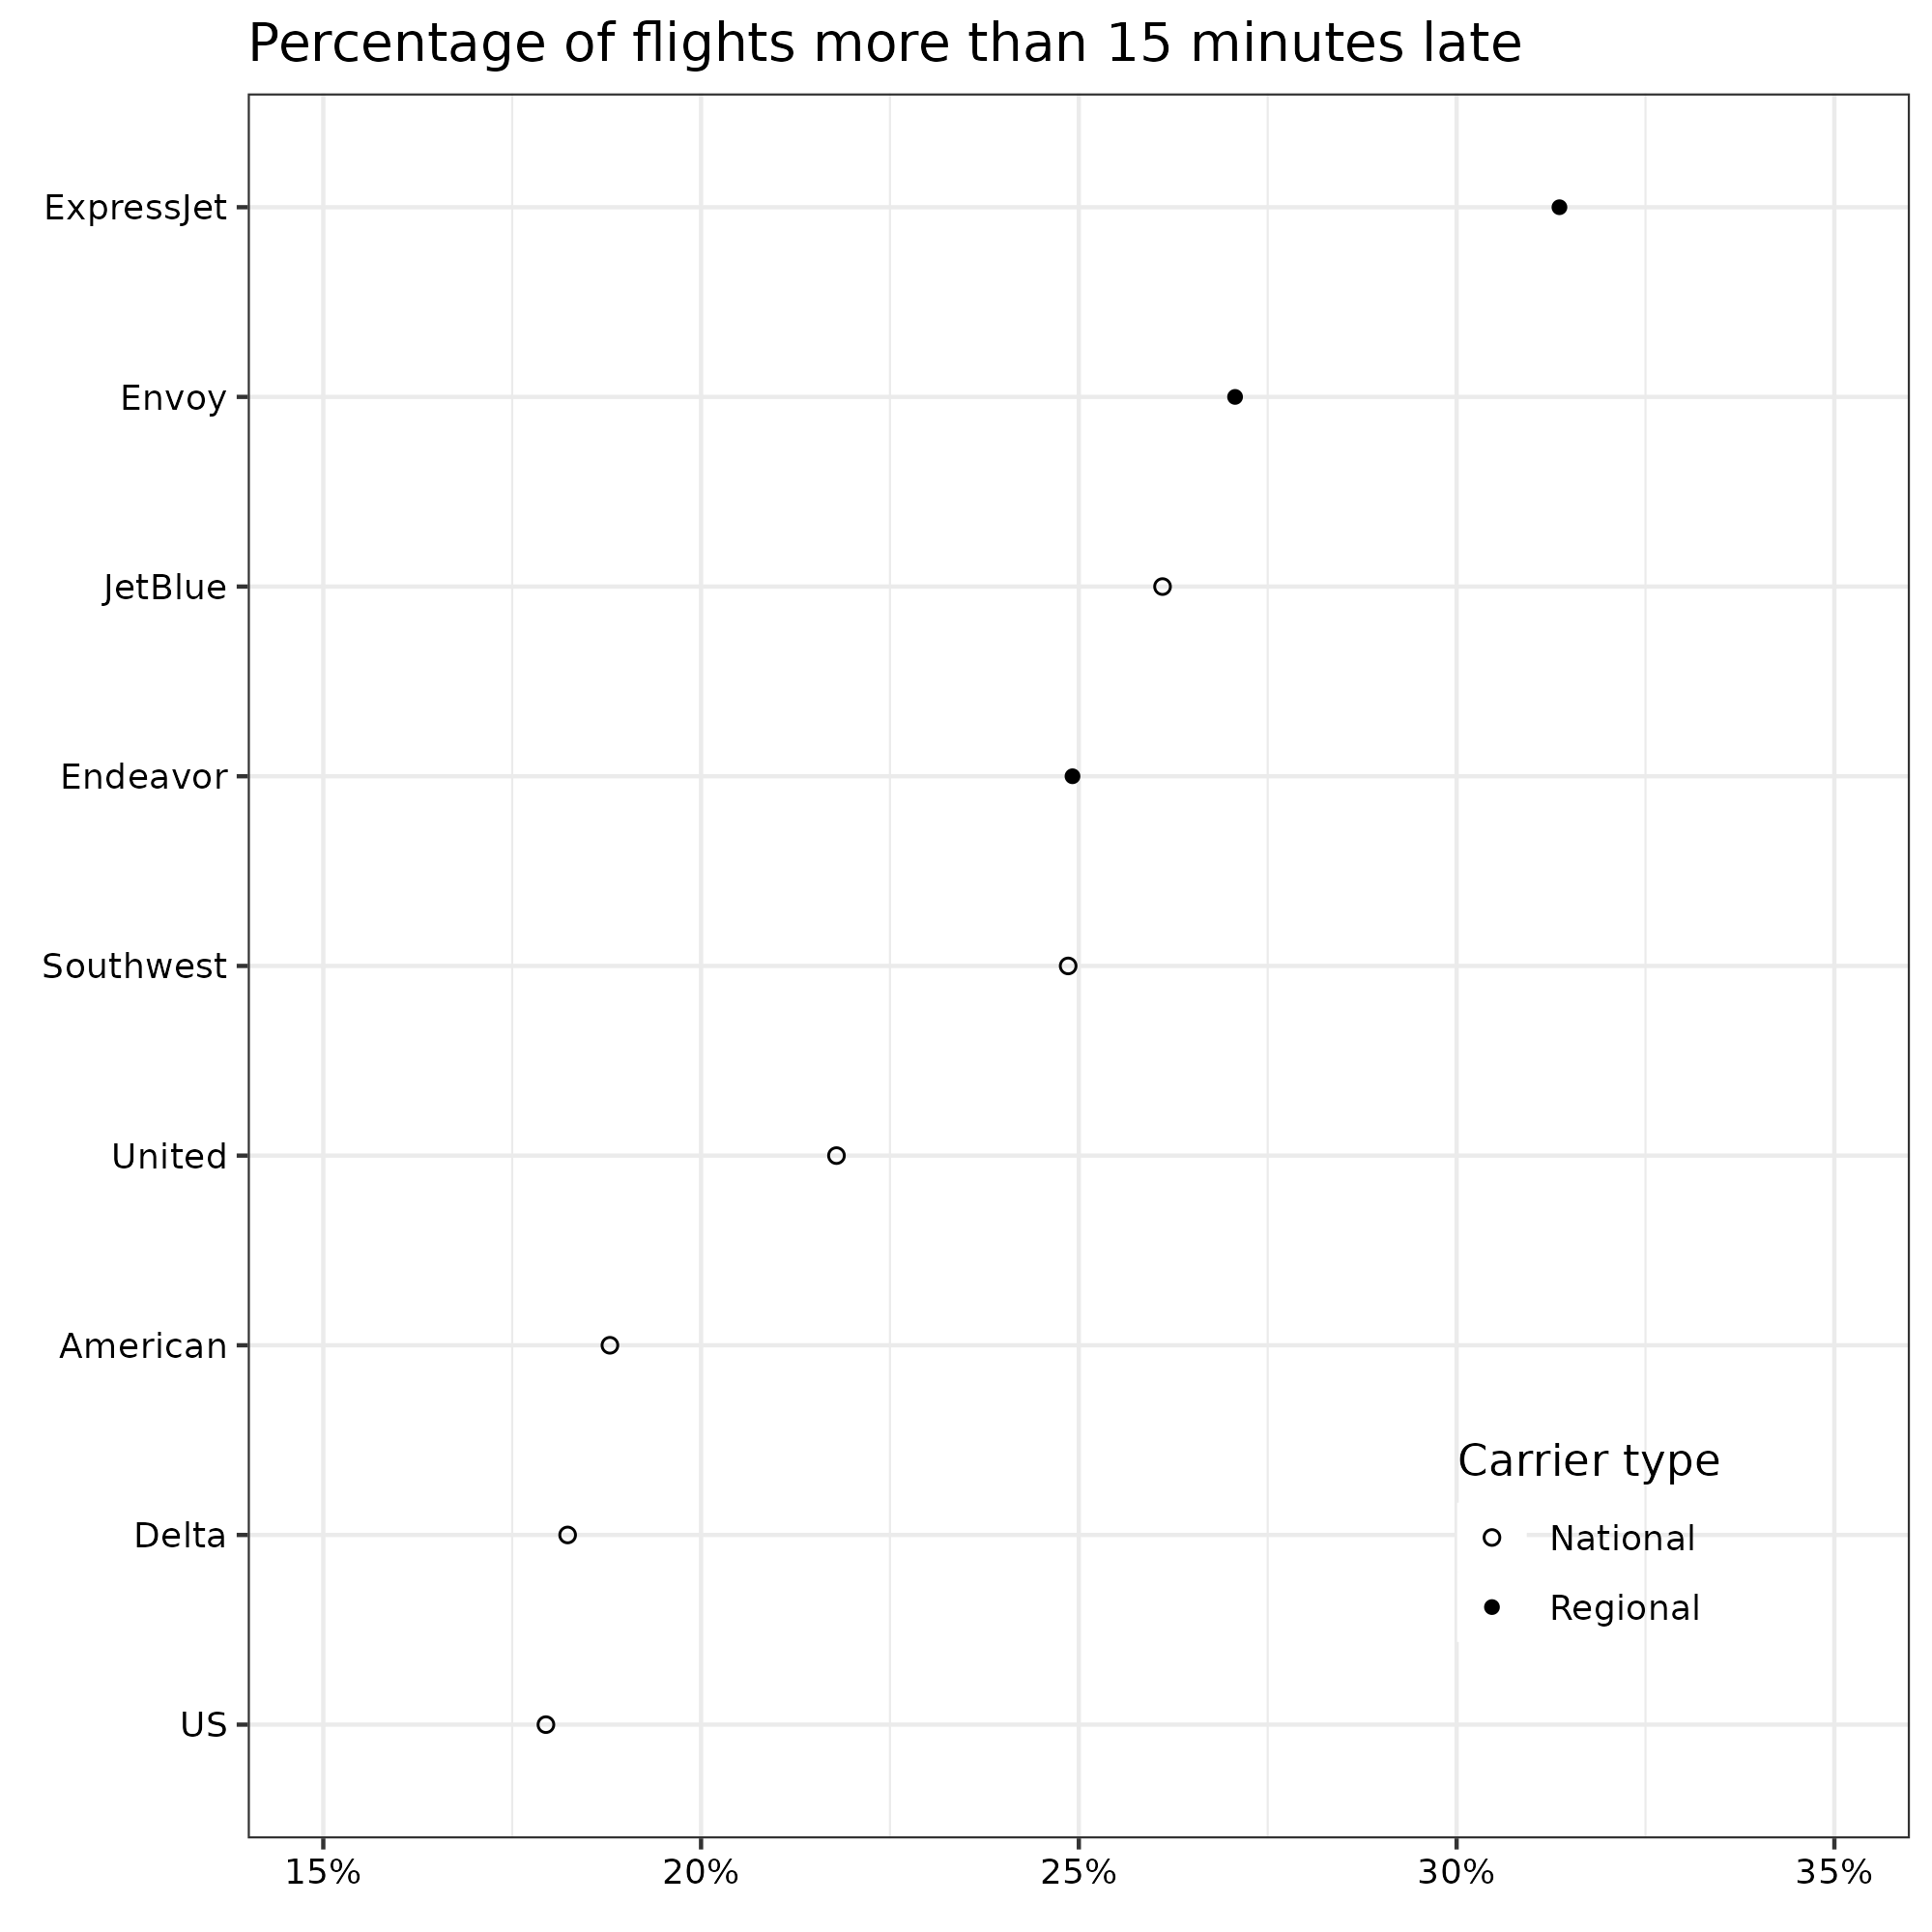 Percentage of flights more than 15 minutes late
ExpressJet
Envoy
JetBlue
Endeavor
Southwest
United
American
Delta
US
Carrier type
National
Regional
15% 20% 25% 30% 35%